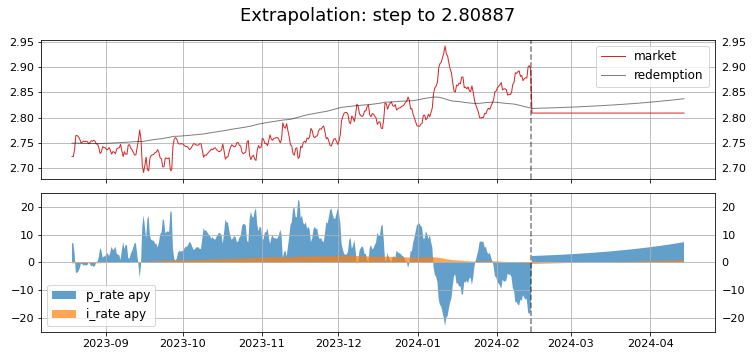 Extrapolation: step to 2.80887
2.95 2.95
2.90 2.90
2.85 2.85
2.80 2.80
2.75 2.75
2.70 2.70
market
redemption
20 20
10 10
0 0
−10 −10
−20 −20
p_rate apy
i_rate apy
2023-09 2023-10 2023-11 2023-12 2024-01 2024-02 2024-03 2024-04